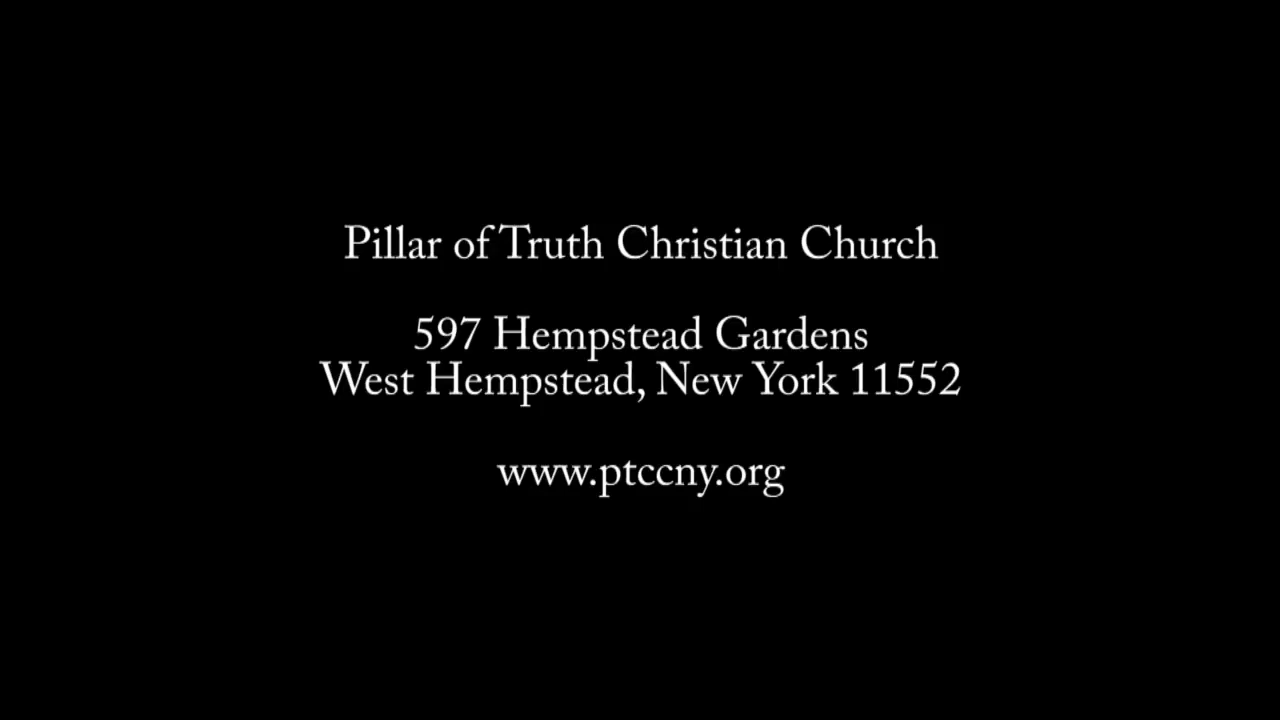 Pillar of Truth Christian Church
597 Hempstead Gardens
West Hempstead, New York 11552
www.ptccny.org